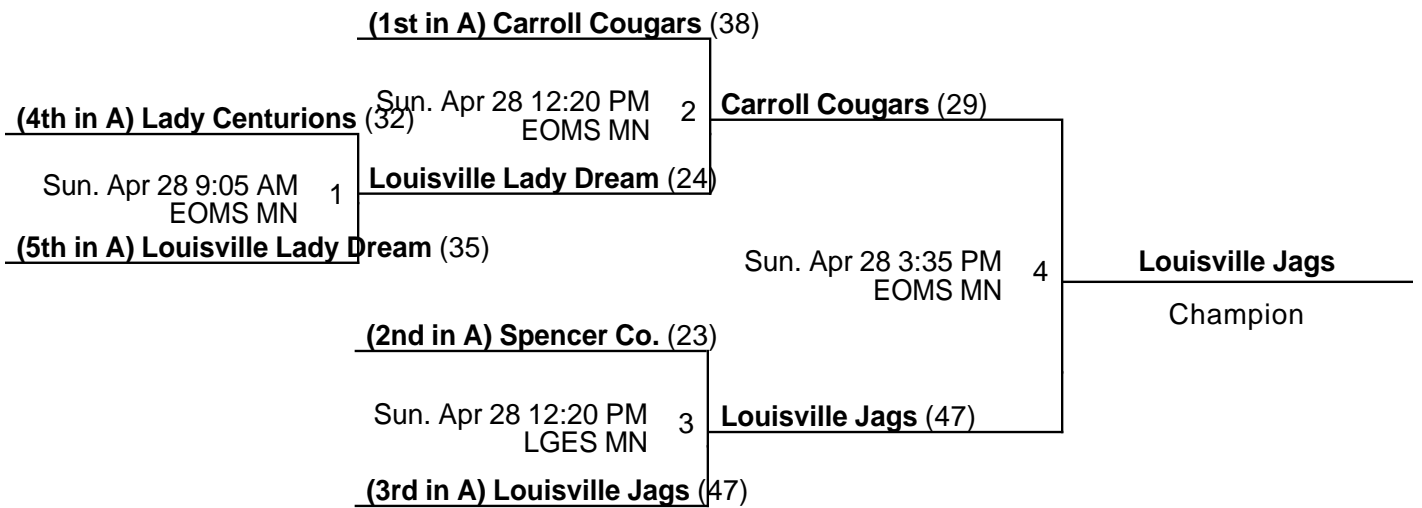 (1st in A) Carroll Cougars (38)
Sun. Apr 28 12:20 PM
EOMS MN
2
Carroll Cougars (29)
(4th in A) Lady Centurions (32)
Sun. Apr 28 9:05 AM
EOMS MN
1
Louisville Lady Dream (24)
(5th in A) Louisville Lady Dream (35)
Sun. Apr 28 3:35 PM
EOMS MN
4
Louisville Jags
Champion
(2nd in A) Spencer Co. (23)
Sun. Apr 28 12:20 PM
LGES MN
3
Louisville Jags (47)
(3rd in A) Louisville Jags (47)